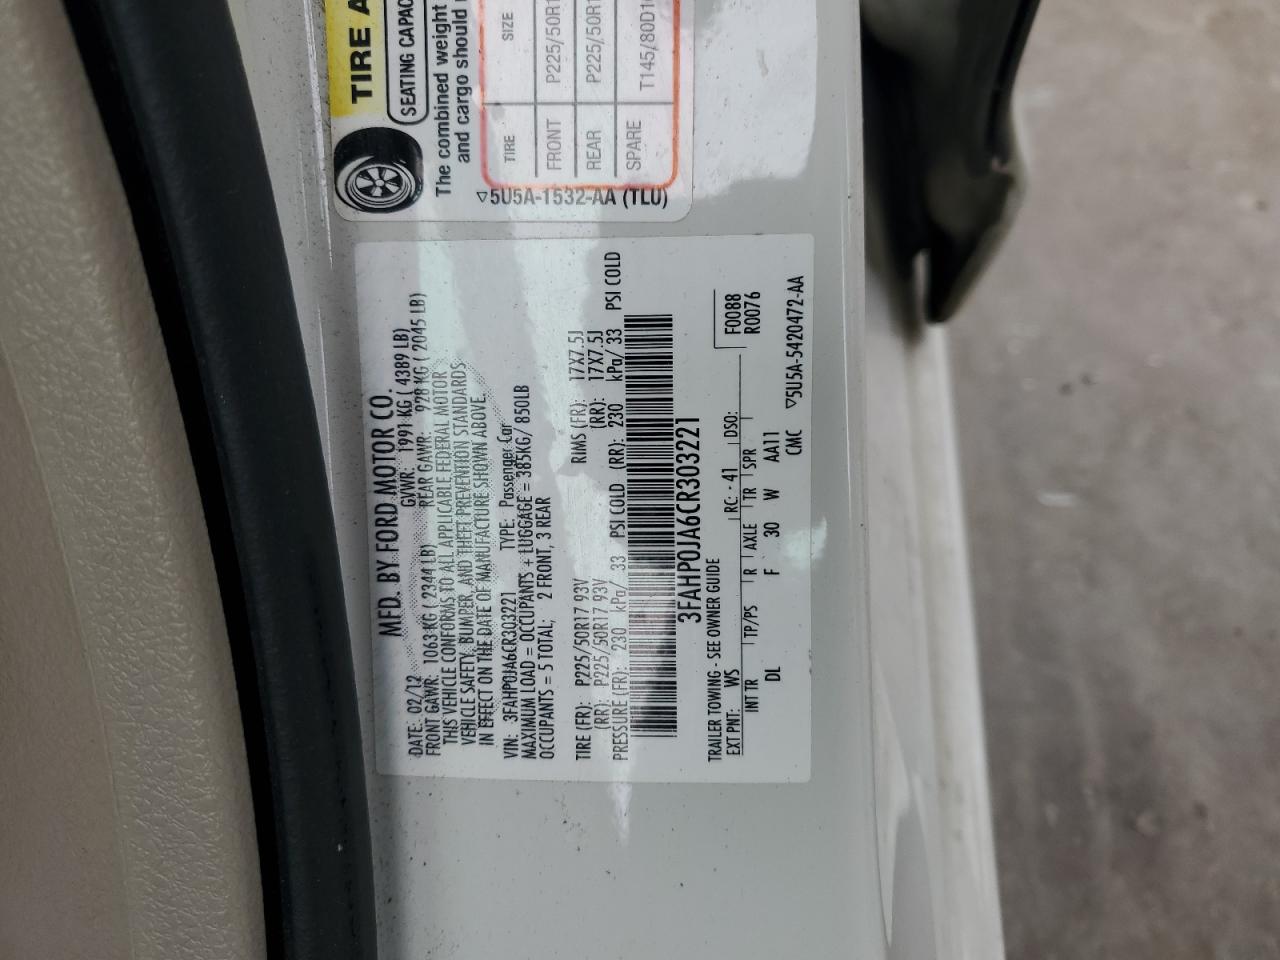 MFD. BY FORD MOTOR CO.
DATE: 02/12 GVWR: 1991 KG ( 4389 LB)
FRONT GAWR: 1063 KG ( 2344 LB) REAR GAWR: 928 KG ( 2045 LB)
THIS VEHICLE CONFORMS TO ALL APPLICABLE FEDERAL MOTOR
VEHICLE SAFETY, BUMPER, AND THEFT PREVENTION STANDARDS
IN EFFECT ON THE DATE OF MANUFACTURE SHOWN ABOVE.
VIN: 3FAHP0JA6CR303221 TYPE: Passenger Car
MAXIMUM LOAD = OCCUPANTS + LUGGAGE = 385KG/ 850LB
OCCUPANTS = 5 TOTAL; 2 FRONT, 3 REAR
TIRE (FR): P225/50R17 93V RIMS (FR): 17X7.5J
(RR): P225/50R17 93V (RR): 17X7.5J
PRESSURE (FR): 230 kPa/ 33 PSI COLD (RR): 230 kPa/ 33 PSI COLD
3FAHP0JA6CR303221
TRAILER TOWING - SEE OWNER GUIDE F0088
EXT PNT: WS RC: - 41 DSO: R0076
INT TR TP/PS R AXLE TR SPR
DL F 30 W AA11
CMC ▽5U5A-5420472-AA
TIRE A
SEATING CAPAC
The combined weight
and cargo should
TIRE SIZE
FRONT P225/50R1
REAR P225/50R1
SPARE T145/80D1
▽5U5A-1532-AA (TLU)